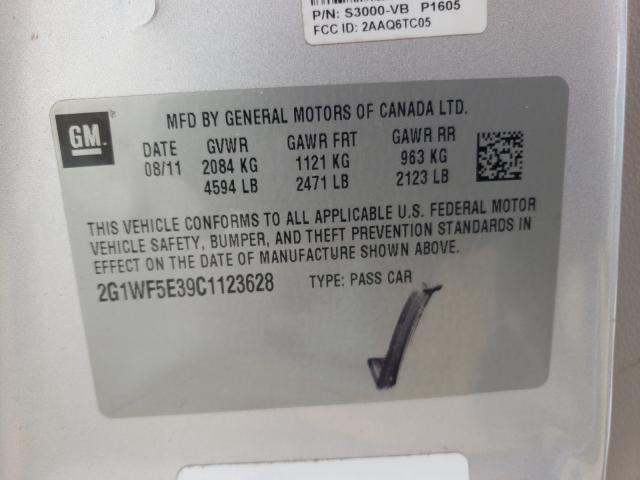 P/N: S3000-VB P1605
FCC ID: 2AAQ6TC05
GM
MFD BY GENERAL MOTORS OF CANADA LTD.
DATE GVWR GAWR FRT GAWR RR
08/11 2084 KG 1121 KG 963 KG
4594 LB 2471 LB 2123 LB
THIS VEHICLE CONFORMS TO ALL APPLICABLE U.S. FEDERAL MOTOR
VEHICLE SAFETY, BUMPER, AND THEFT PREVENTION STANDARDS IN
EFFECT ON THE DATE OF MANUFACTURE SHOWN ABOVE.
2G1WF5E39C1123628 TYPE: PASS CAR